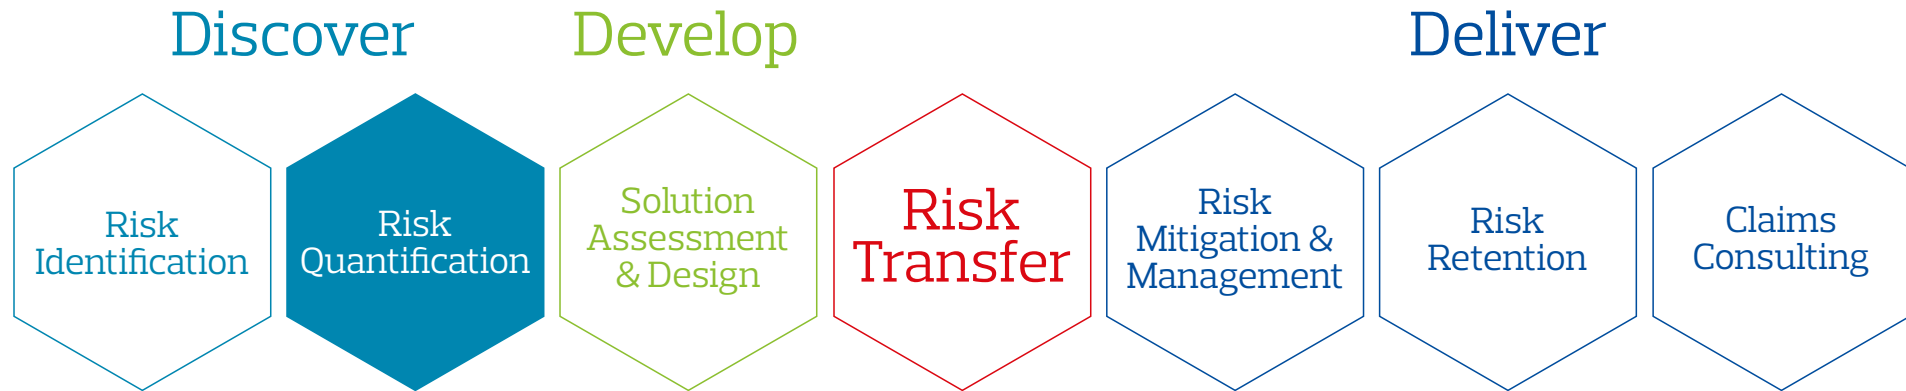 Discover
Develop
Deliver
Risk
Identification
Risk
Quantification
Solution
Assessment
& Design
Risk
Transfer
Risk
Mitigation &
Management
Risk
Retention
Claims
Consulting